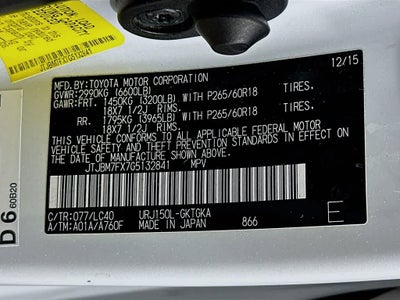 12/15
MFD.BY:TOYOTA MOTOR CORPORATION
GVWR:2990KG (6600LB)
GAWR:FRT. 1450KG (3200LB) WITH P265/60R18 TIRES.
18X7 1/2J RIMS,
RR. 1795KG (3965LB) WITH P265/60R18 TIRES.
18X7 1/2J RIMS,
THIS VEHICLE CONFORMS TO ALL APPLICABLE FEDERAL MOTOR
VEHICLE SAFETY STANDARDS IN EFFECT ON THE DATE OF
MANUFACTURE SHOWN ABOVE.
JTJBM7FX705132841 MPV
C/TR:077/LC40 URJ150L-GKTGKA
A/TM:A01A/A760F MADE IN JAPAN 866
E
D 6 60B20
JTJBM7FX7G5132841